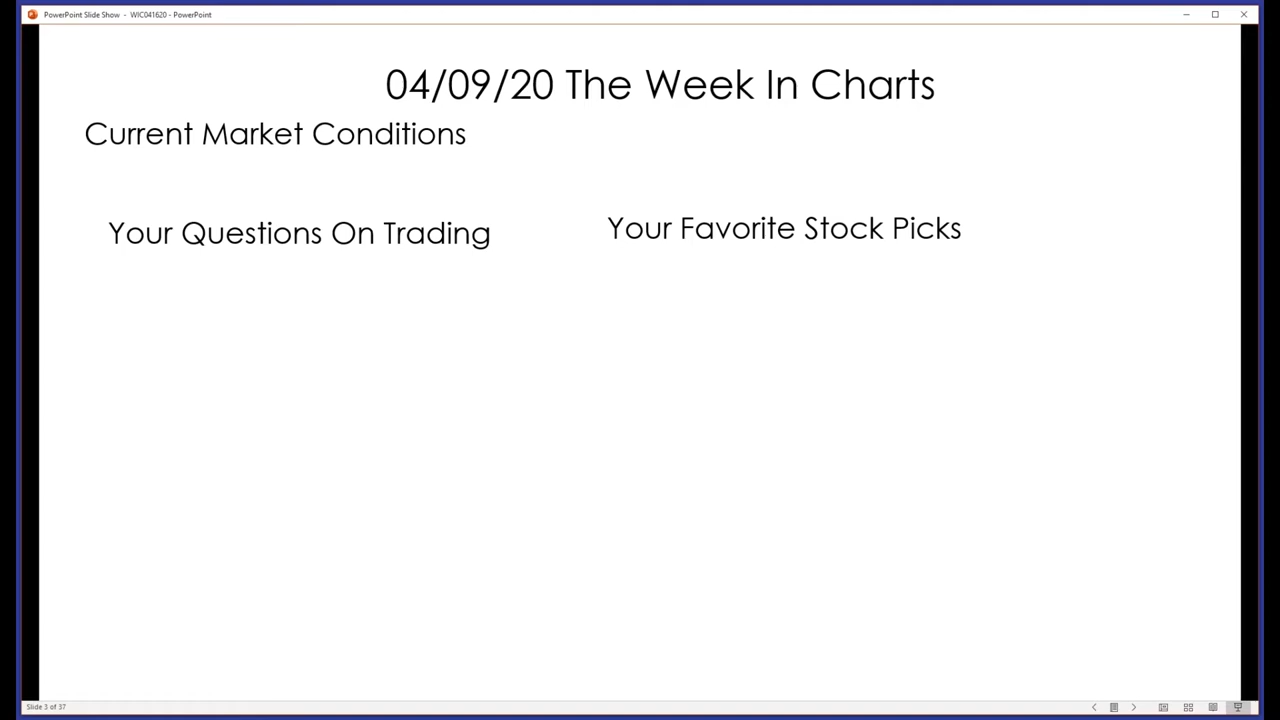 PowerPoint Slide Show - WIC041620 - PowerPoint
04/09/20 The Week In Charts
Current Market Conditions
Your Questions On Trading
Your Favorite Stock Picks
Slide 3 of 37